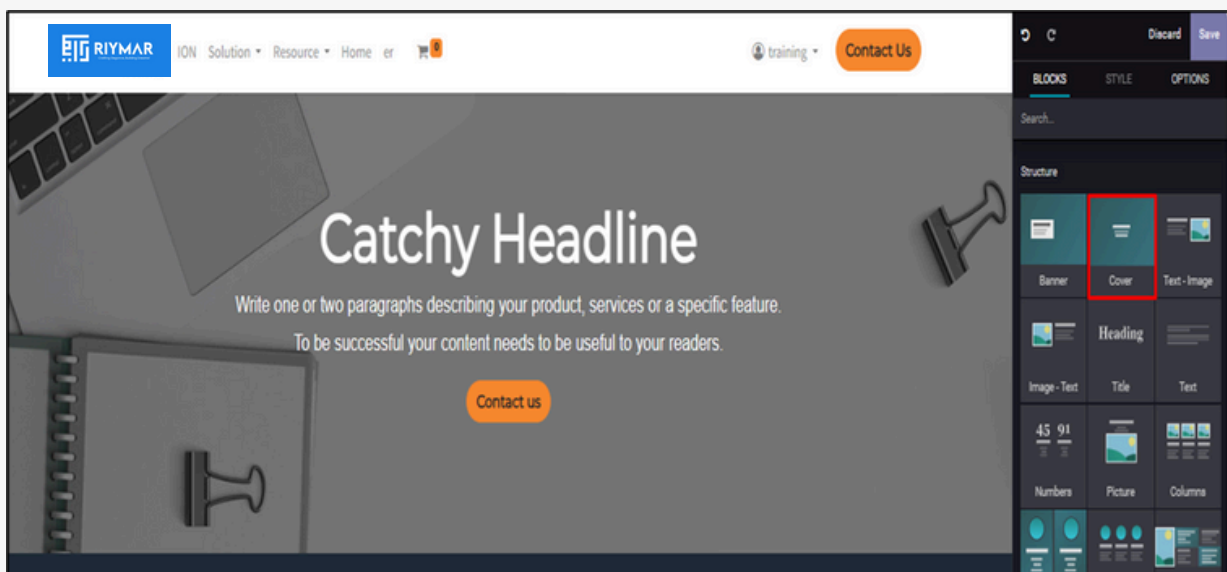 RIYMAR
ION Solution Resource Home er 0
training Contact Us
Discard Save
BLOCKS STYLE OPTIONS
Search...
Structure
Catchy Headline
Write one or two paragraphs describing your product, services or a specific feature.
To be successful your content needs to be useful to your readers.
Contact us
Banner Cover Text - Image
Heading
Image - Text Title Text
45 91
Numbers Picture Columns